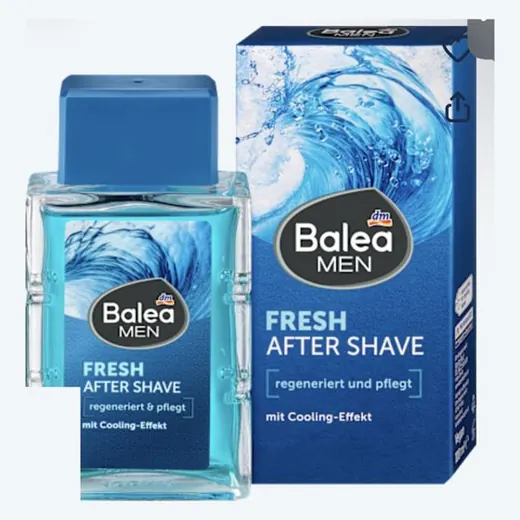 dm
Balea
MEN
FRESH
AFTER SHAVE
regeneriert & pflegt
mit Cooling-Effekt
dm
Balea
MEN
FRESH
AFTER SHAVE
regeneriert und pflegt
mit Cooling-Effekt